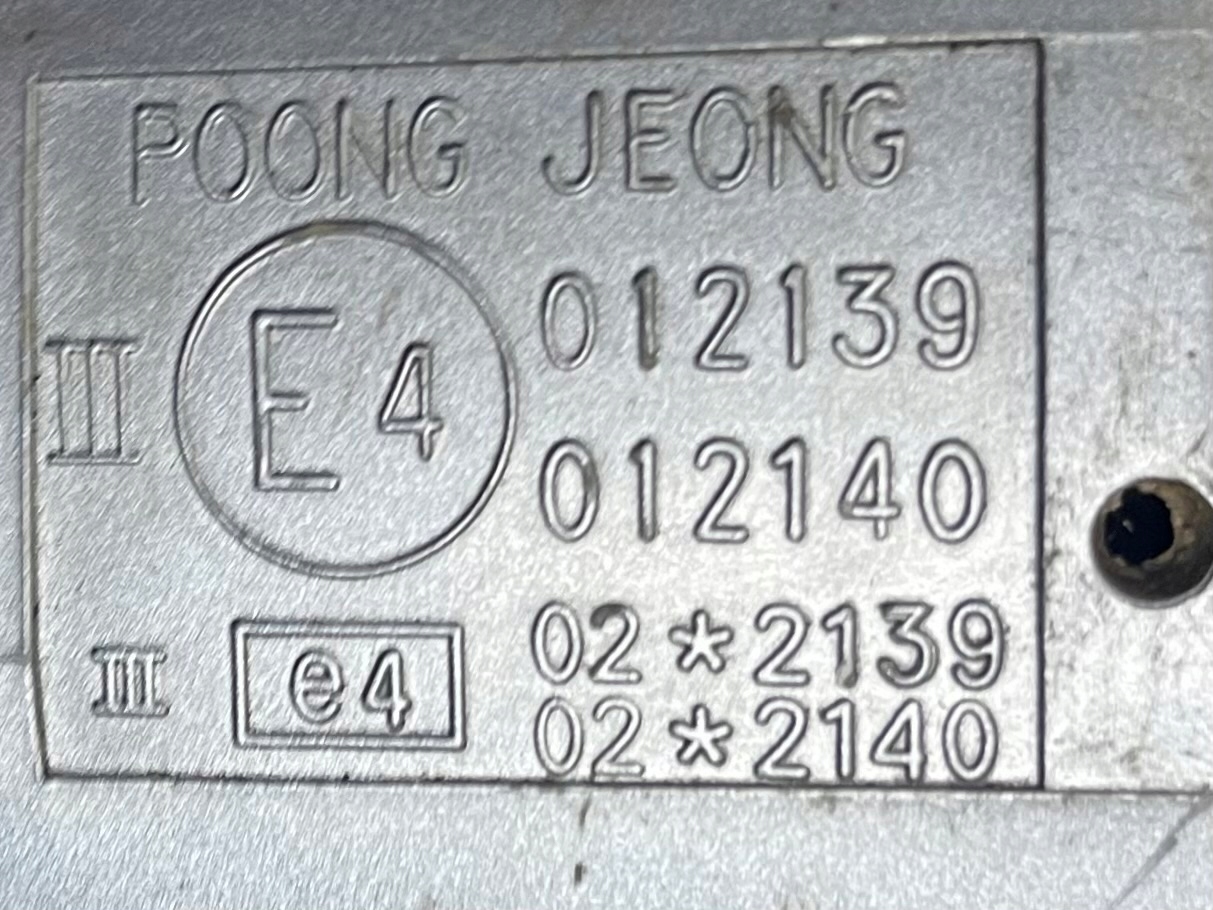 POONG JEONG
III E4 012139
012140
III e4 02*2139
02*2140